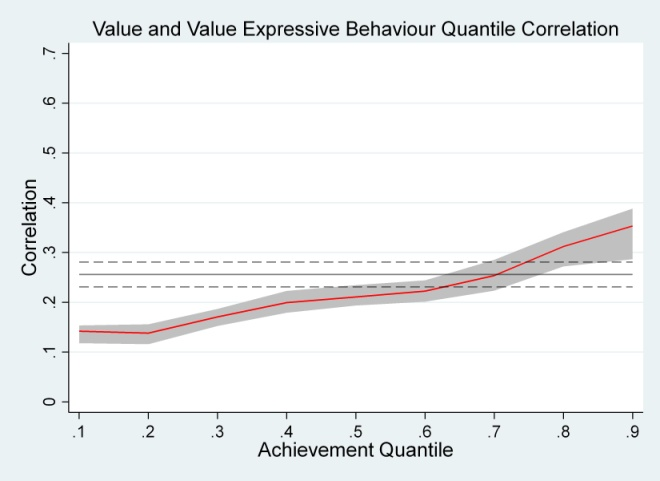 Value and Value Expressive Behaviour Quantile Correlation
.7
.6
.5
.4
.3
.2
.1
0
Correlation
.1 .2 .3 .4 .5 .6 .7 .8 .9
Achievement Quantile